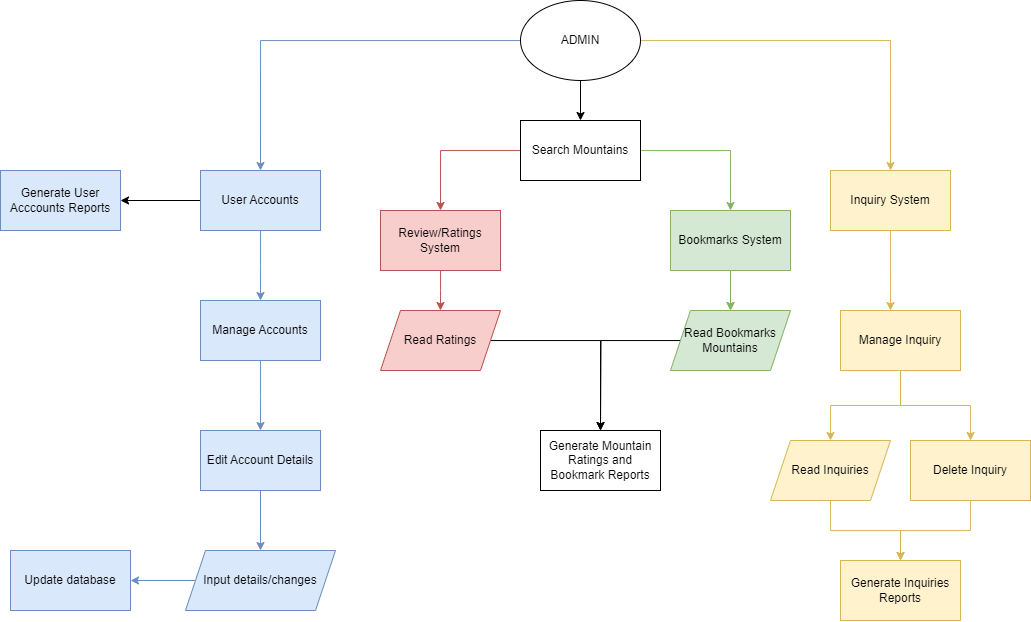 ADMIN
Search Mountains
Generate User
Acccounts Reports
User Accounts
Review/Ratings
System
Bookmarks System
Inquiry System
Manage Accounts
Read Ratings
Read Bookmarks
Mountains
Manage Inquiry
Edit Account Details
Generate Mountain
Ratings and
Bookmark Reports
Read Inquiries
Delete Inquiry
Update database
Input details/changes
Generate Inquiries
Reports